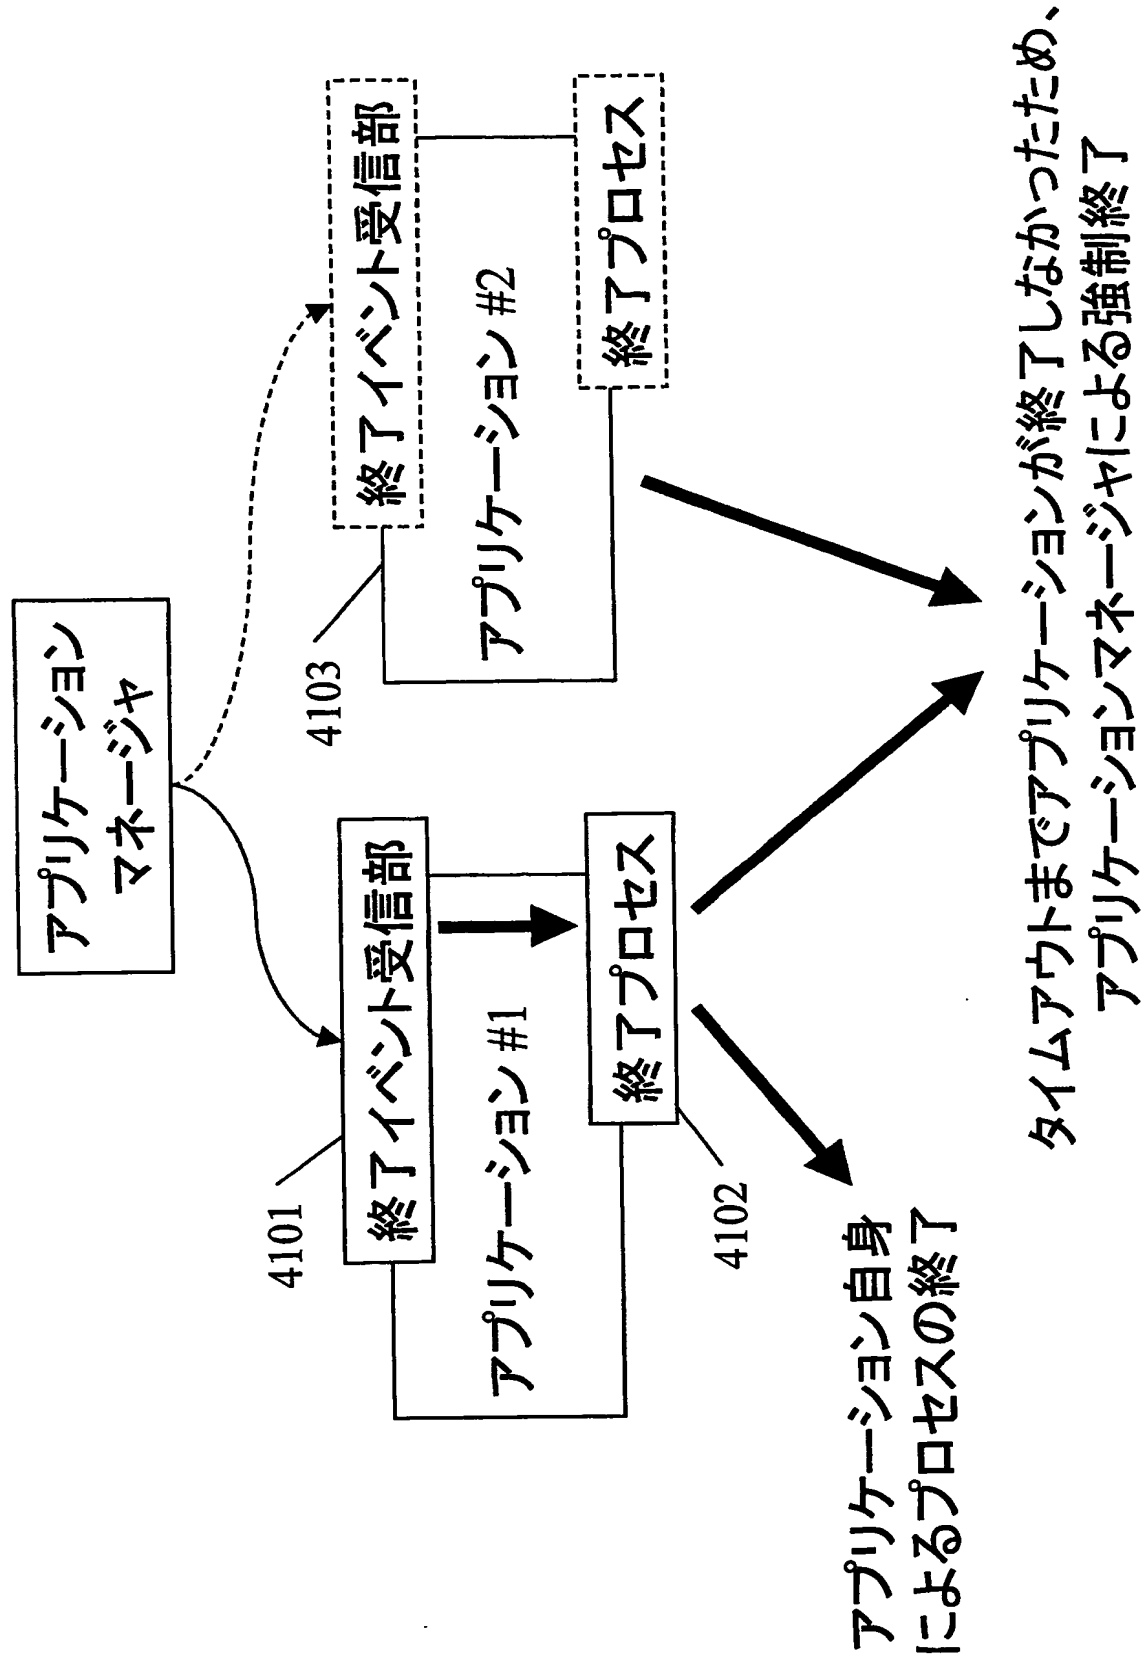 アプリケーション
マネージャ
4101
終了イベント受信部
アプリケーション #1
終了プロセス
4102
4103
終了イベント受信部
アプリケーション #2
終了プロセス
アプリケーション自身
によるプロセスの終了
タイムアウトまでアプリケーションが終了しなかったため、
アプリケーションマネージャによる強制終了